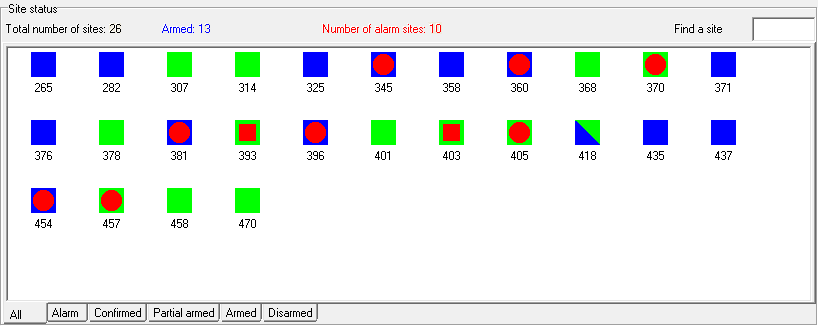 Site status
Total number of sites: 26 Armed: 13 Number of alarm sites: 10 Find a site
265 282 307 314 325 345 358 360 368 370 371
376 378 381 393 396 401 403 405 418 435 437
454 457 458 470
All Alarm Confirmed Partial armed Armed Disarmed